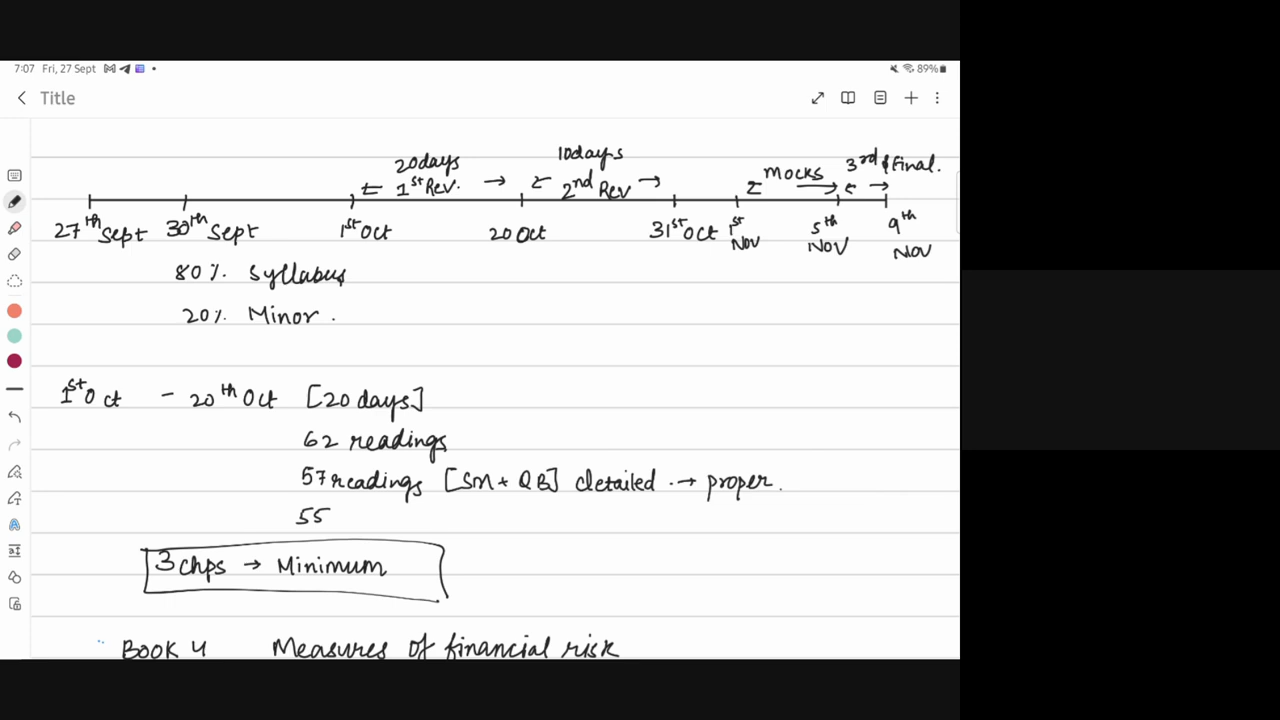 7:07 Fri, 27 Sept 89%
Title
20days 10days 3rd & final.
1st Rev. 2nd Rev Mocks
27th Sept 30th Sept 1st Oct 20 Oct 31st Oct 1st Nov 5th Nov 9th Nov
80% Syllabus
20% Minor.
1st Oct - 20th Oct [20 days]
62 readings
57 readings [SM + QB] detailed → proper.
55
3 chps → Minimum
Book 4 Measures of financial risk